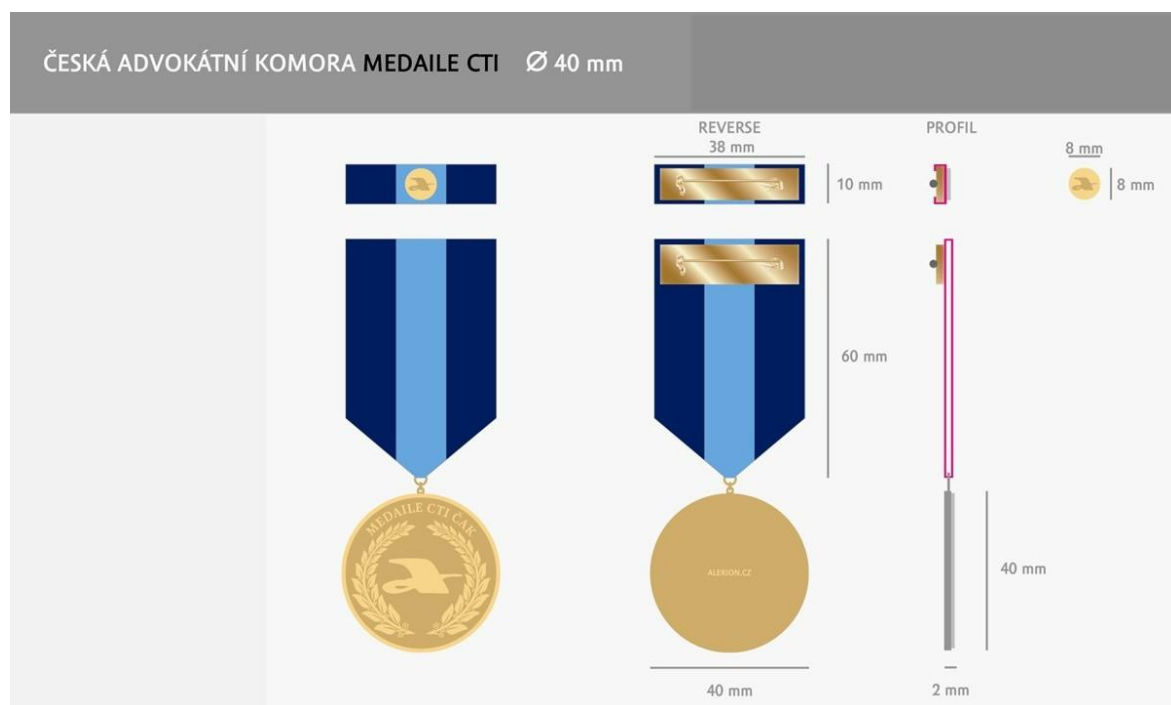 ČESKÁ ADVOKÁTNÍ KOMORA MEDAILE CTI Ø 40 mm
REVERSE
38 mm
PROFIL
8 mm
10 mm
8 mm
60 mm
MEDAILE CTI ČAK
ALERION.CZ
40 mm
40 mm
2 mm